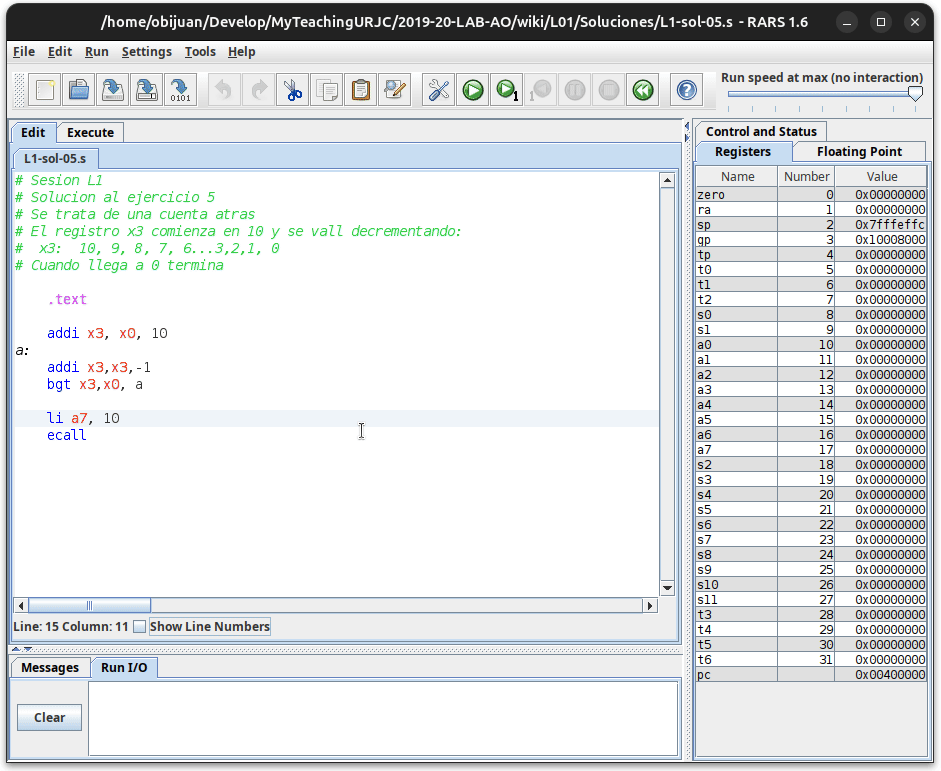 /home/obijuan/Develop/MyTeachingURJC/2019-20-LAB-AO/wiki/L01/Soluciones/L1-sol-05.s - RARS 1.6
File Edit Run Settings Tools Help
Run speed at max (no interaction)
Edit Execute
L1-sol-05.s
# Sesion L1
# Solucion al ejercicio 5
# Se trata de una cuenta atras
# El registro x3 comienza en 10 y se vall decrementando:
#  x3:  10, 9, 8, 7, 6...3,2,1, 0
# Cuando llega a 0 termina
.text
addi x3, x0, 10
a:
addi x3,x3,-1
bgt x3,x0, a
li a7, 10
ecall
Line: 15 Column: 11 Show Line Numbers
Messages Run I/O
Clear
Control and Status
Registers Floating Point
Name Number Value
zero 0 0x00000000
ra 1 0x00000000
sp 2 0x7fffeffc
gp 3 0x10008000
tp 4 0x00000000
t0 5 0x00000000
t1 6 0x00000000
t2 7 0x00000000
s0 8 0x00000000
s1 9 0x00000000
a0 10 0x00000000
a1 11 0x00000000
a2 12 0x00000000
a3 13 0x00000000
a4 14 0x00000000
a5 15 0x00000000
a6 16 0x00000000
a7 17 0x00000000
s2 18 0x00000000
s3 19 0x00000000
s4 20 0x00000000
s5 21 0x00000000
s6 22 0x00000000
s7 23 0x00000000
s8 24 0x00000000
s9 25 0x00000000
s10 26 0x00000000
s11 27 0x00000000
t3 28 0x00000000
t4 29 0x00000000
t5 30 0x00000000
t6 31 0x00000000
pc 0x00400000